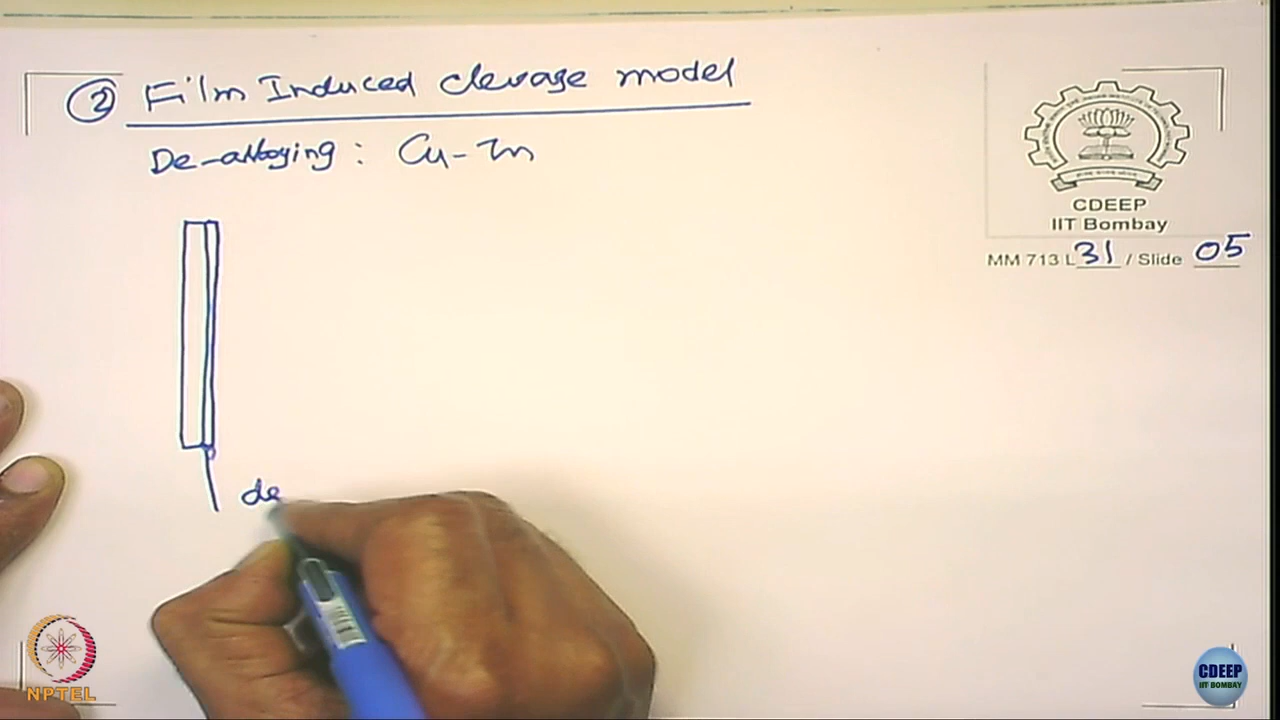 ② Film Induced clevage model
De-alloying : Cu-Zn
de
CDEEP
IIT Bombay
MM 713 L 31 / Slide 05
NPTEL
CDEEP
IIT BOMBAY